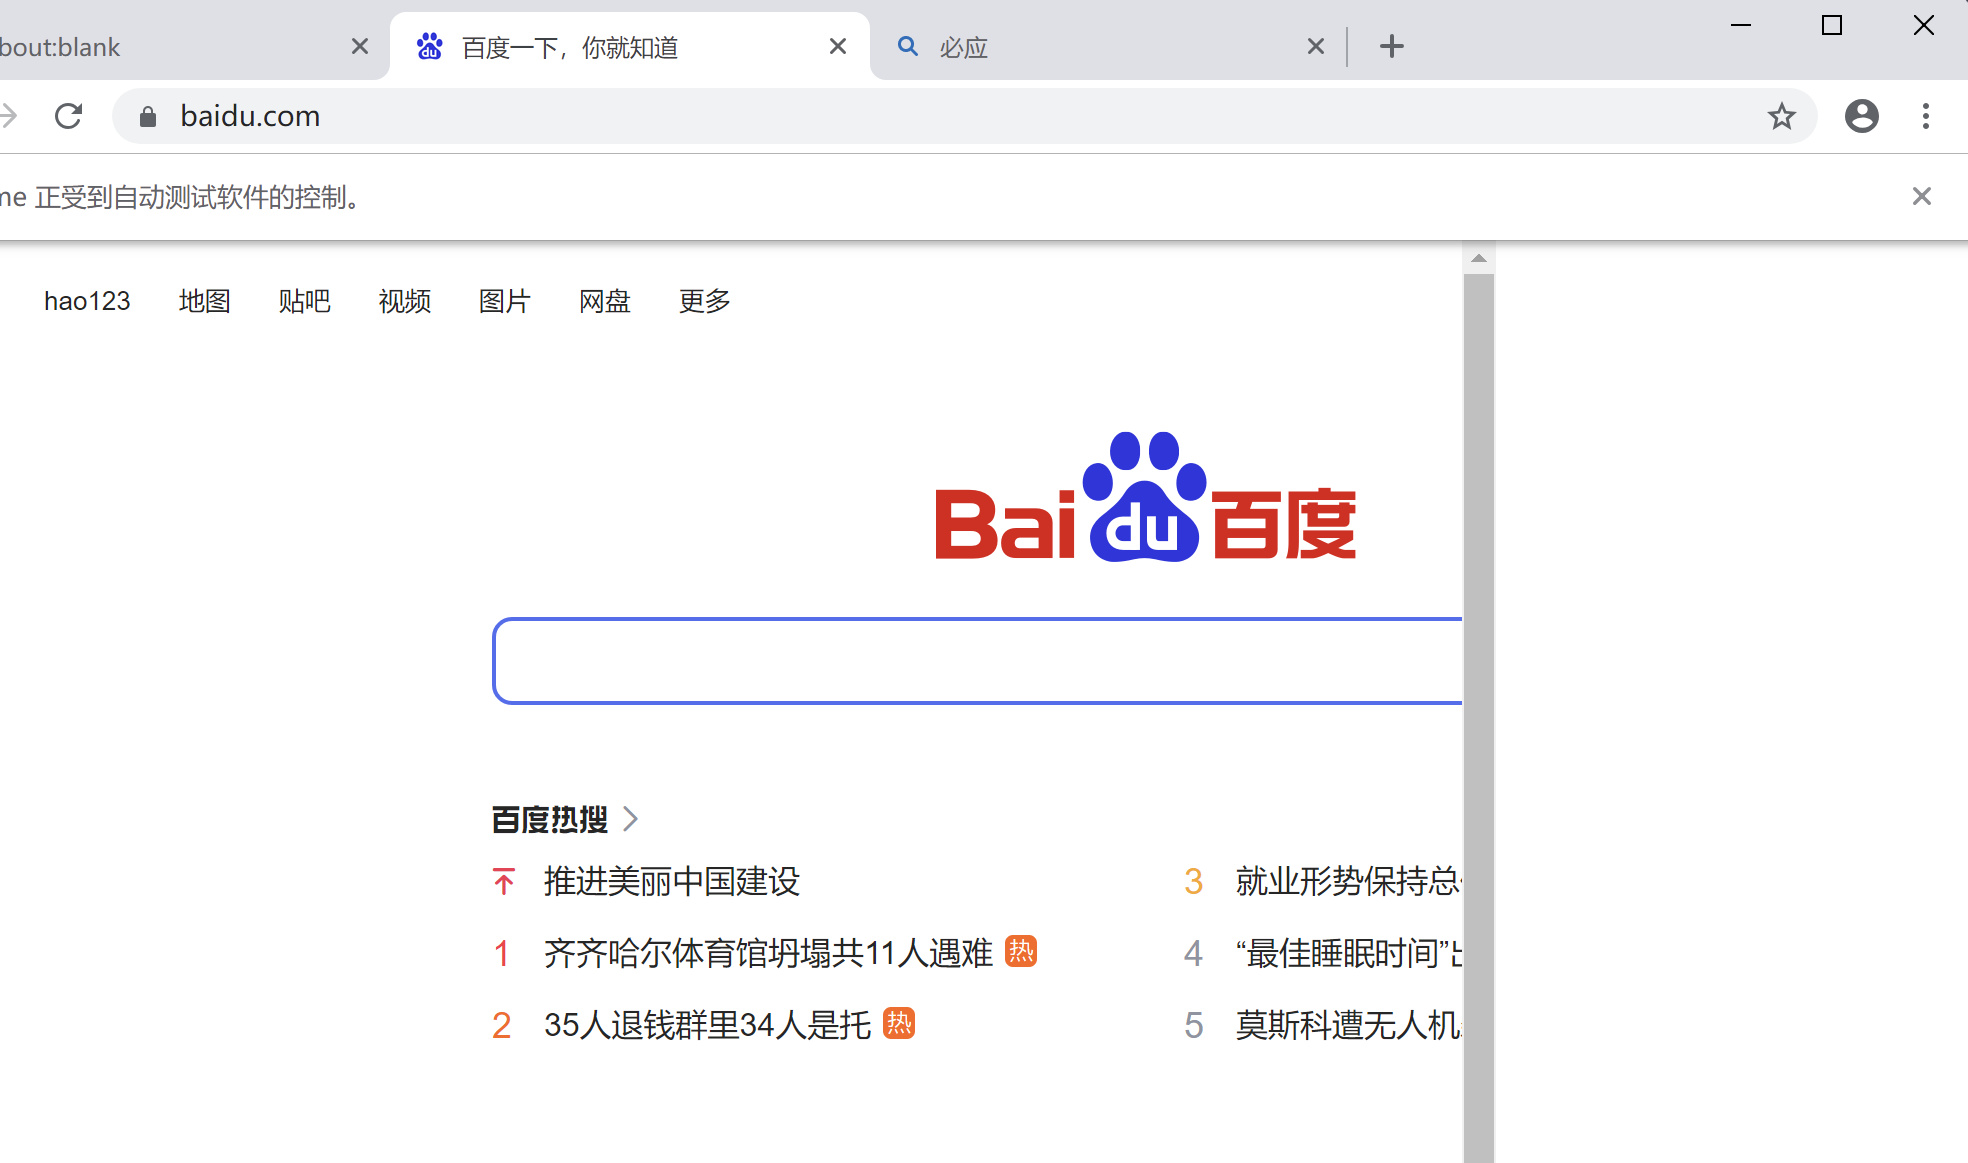 bout:blank
百度一下，你就知道
必应
baidu.com
me 正受到自动测试软件的控制。
hao123 地图 贴吧 视频 图片 网盘 更多
Bai du 百度
百度热搜
推进美丽中国建设
1 齐齐哈尔体育馆坍塌共11人遇难 热
2 35人退钱群里34人是托 热
3 就业形势保持总
4 “最佳睡眠时间”出
5 莫斯科遭无人机